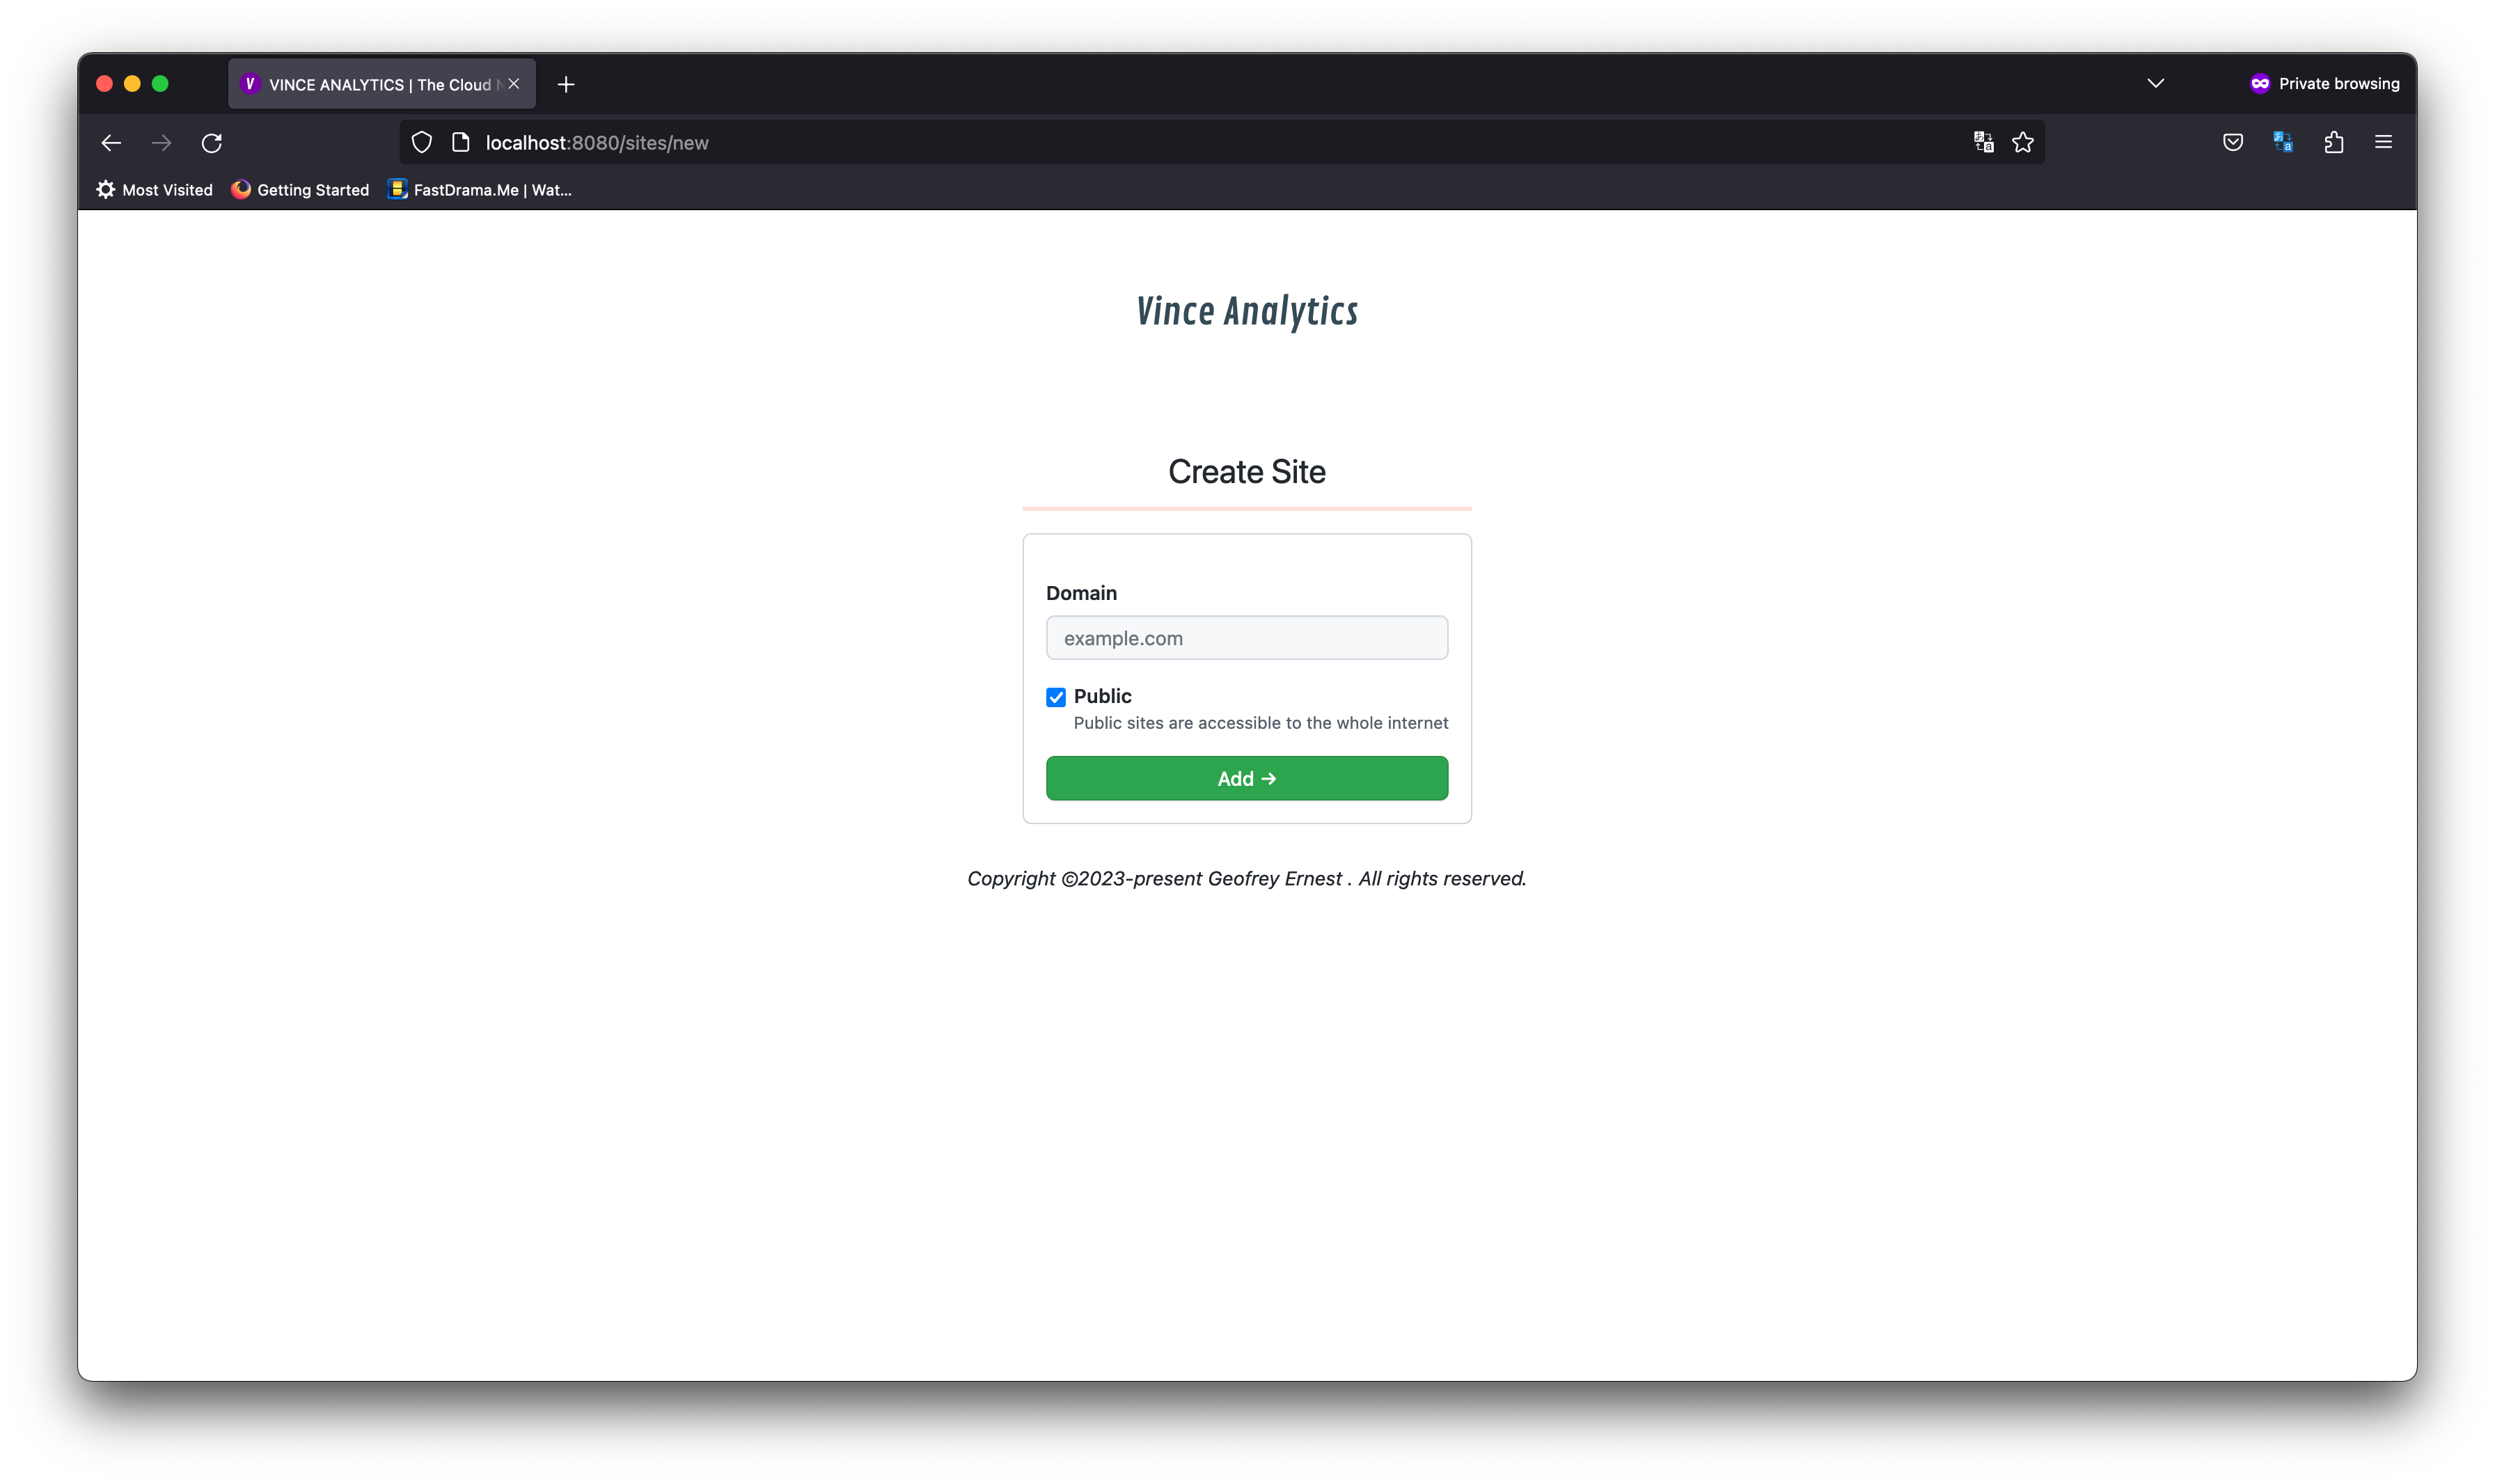 VINCE ANALYTICS | The Cloud
Private browsing
localhost:8080/sites/new
Most Visited
Getting Started
FastDrama.Me | Wat...
Vince Analytics
Create Site
Domain
example.com
Public
Public sites are accessible to the whole internet
Add →
Copyright ©2023-present Geofrey Ernest . All rights reserved.